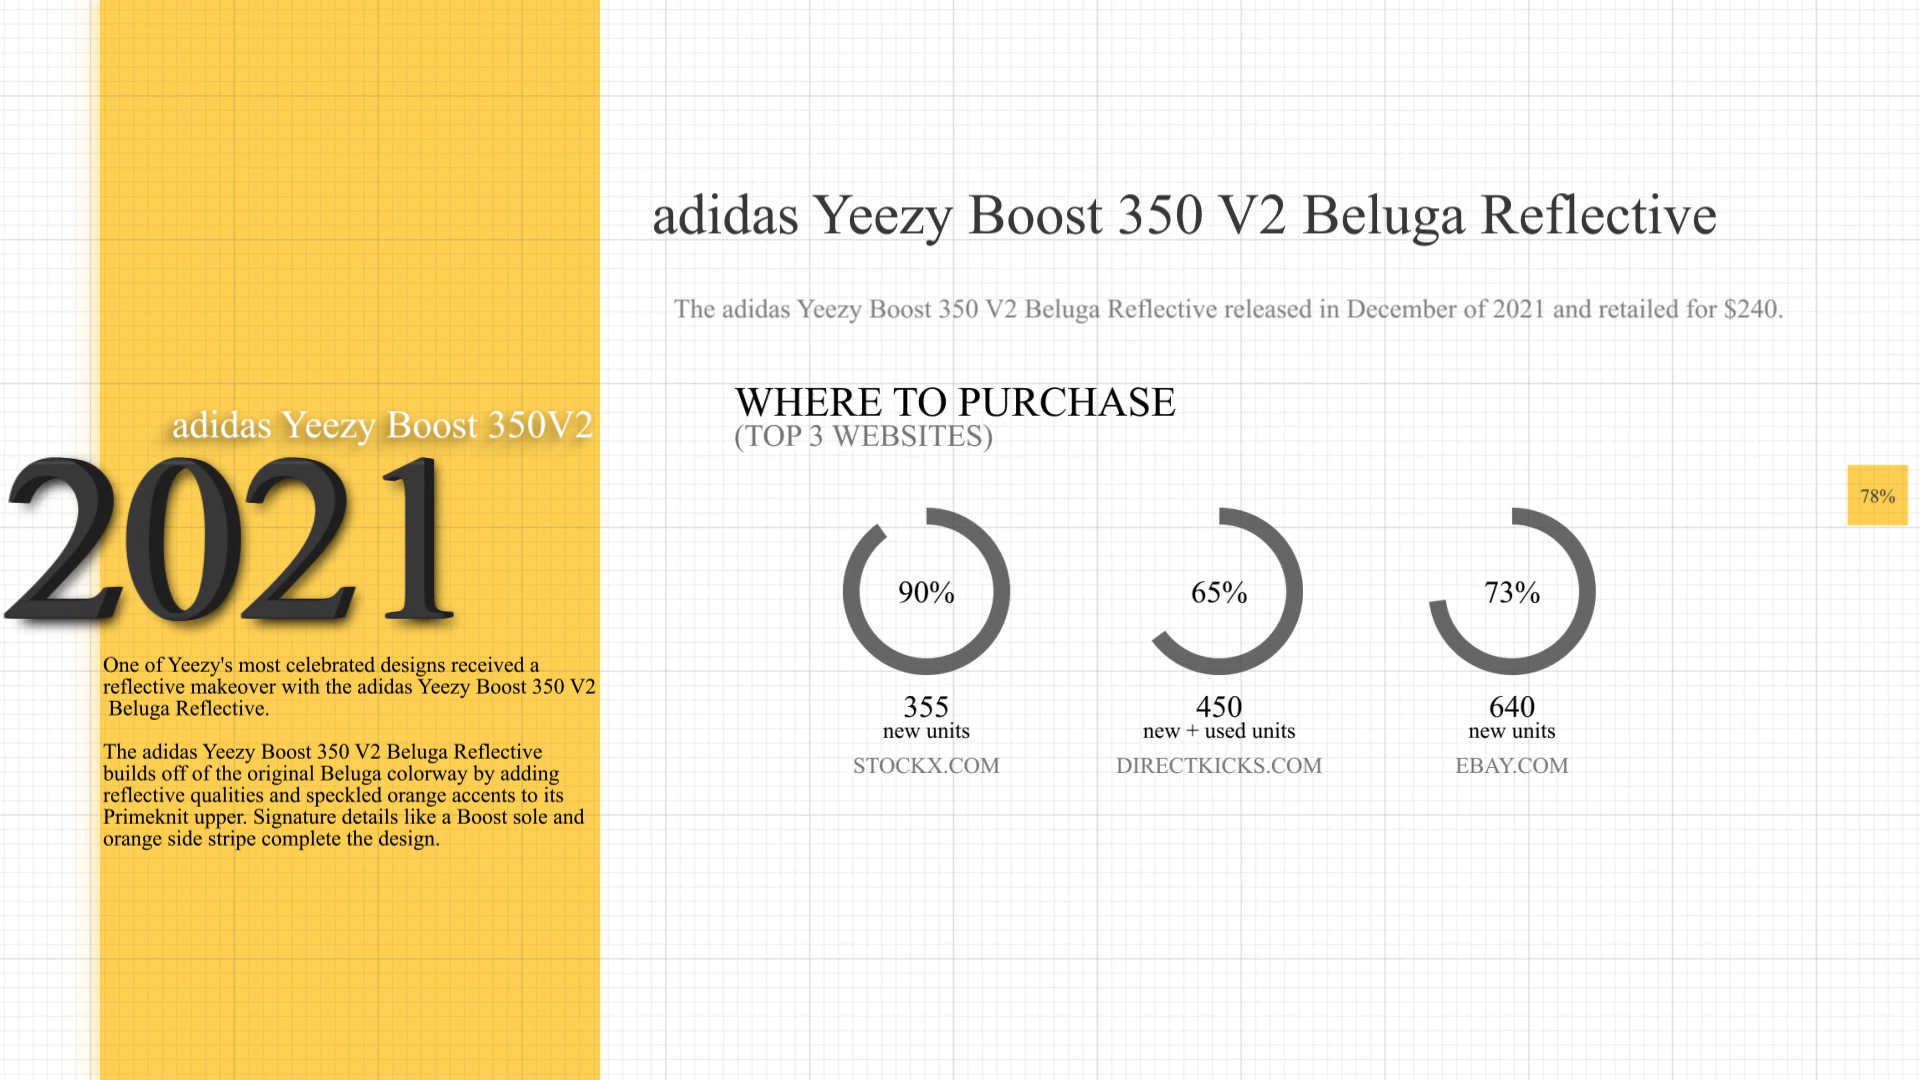 adidas Yeezy Boost 350V2
2021
One of Yeezy's most celebrated designs received a
reflective makeover with the adidas Yeezy Boost 350 V2
Beluga Reflective.
The adidas Yeezy Boost 350 V2 Beluga Reflective
builds off of the original Beluga colorway by adding
reflective qualities and speckled orange accents to its
Primeknit upper. Signature details like a Boost sole and
orange side stripe complete the design.
adidas Yeezy Boost 350 V2 Beluga Reflective
The adidas Yeezy Boost 350 V2 Beluga Reflective released in December of 2021 and retailed for $240.
WHERE TO PURCHASE
(TOP 3 WEBSITES)
90%
355
new units
STOCKX.COM
65%
450
new + used units
DIRECTKICKS.COM
73%
640
new units
EBAY.COM
78%